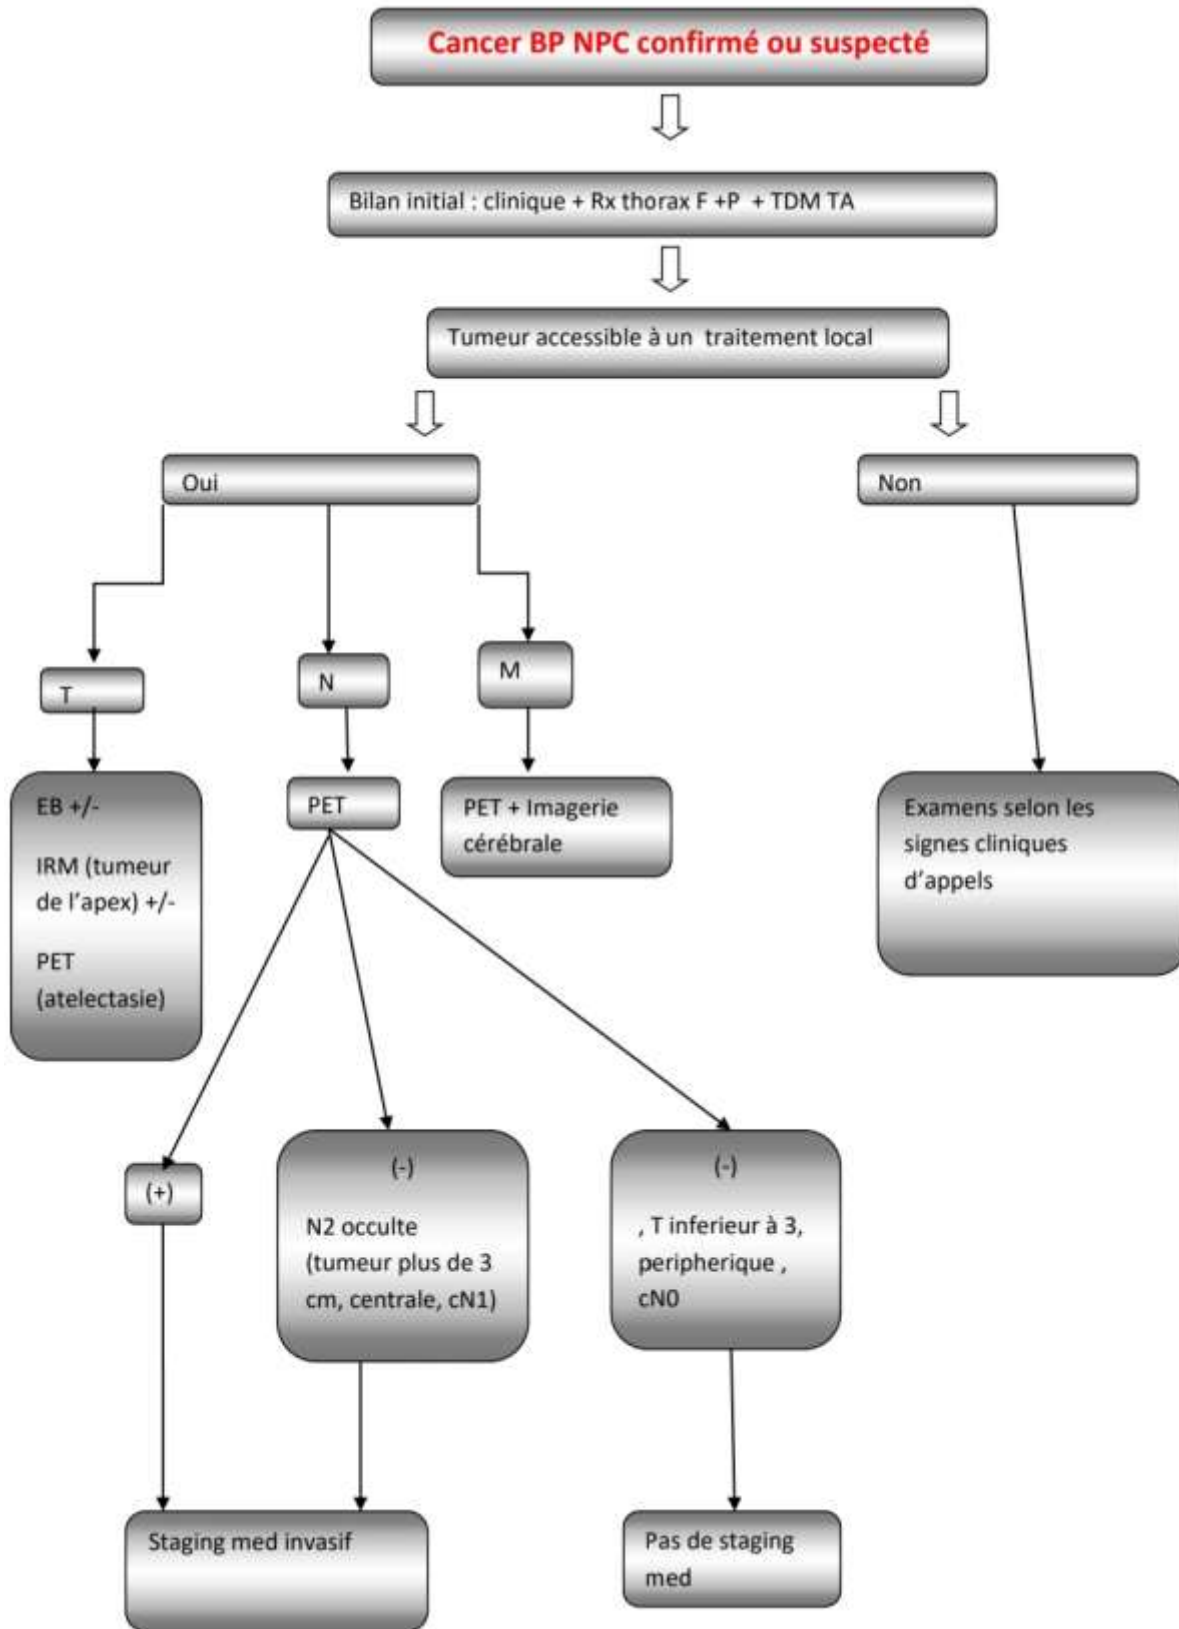 Cancer BP NPC confirmé ou suspecté
Bilan initial : clinique + Rx thorax F +P  + TDM TA
Tumeur accessible à un  traitement local
Oui
Non
T
N
M
EB +/-
IRM (tumeur
de l'apex) +/-
PET
(atelectasie)
PET
PET + Imagerie
cérébrale
Examens selon les
signes cliniques
d'appels
(+)
(-)
N2 occulte
(tumeur plus de 3
cm, centrale, cN1)
(-)
, T inferieur à 3,
peripherique ,
cN0
Staging med invasif
Pas de staging
med